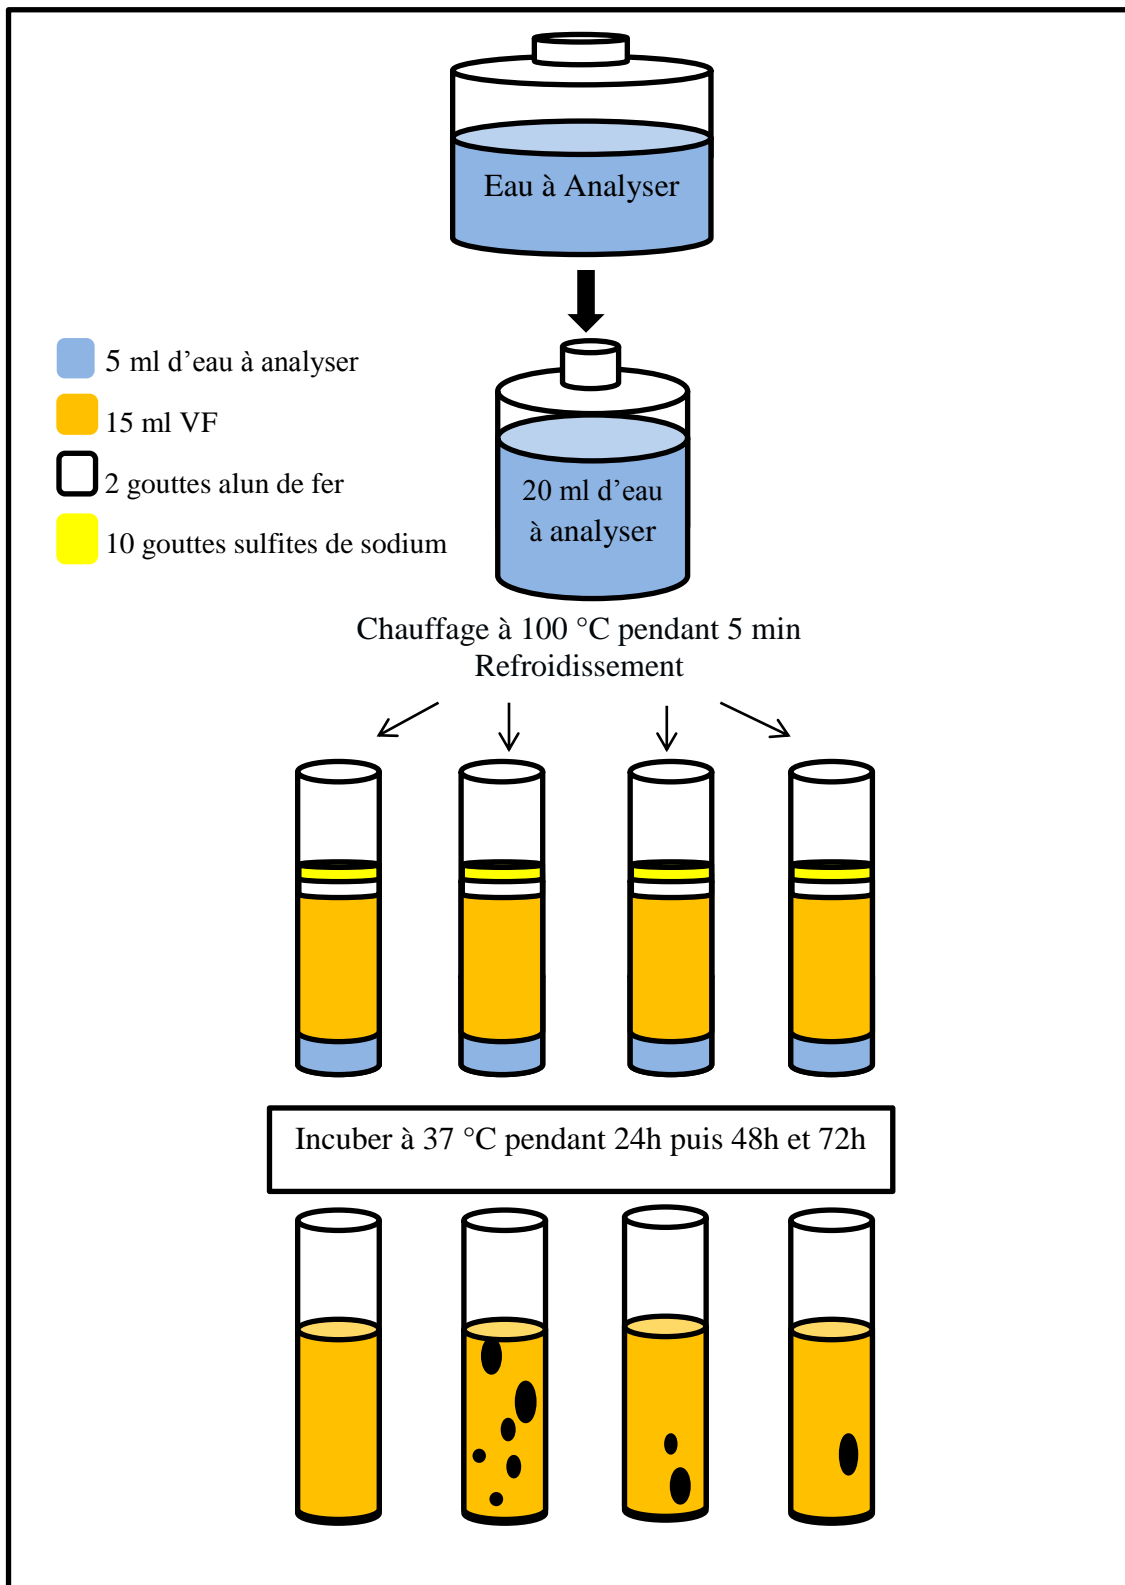 Eau à Analyser
5 ml d’eau à analyser
15 ml VF
2 gouttes alun de fer
10 gouttes sulfites de sodium
20 ml d’eau
à analyser
Chauffage à 100 °C pendant 5 min
Refroidissement
Incuber à 37 °C pendant 24h puis 48h et 72h